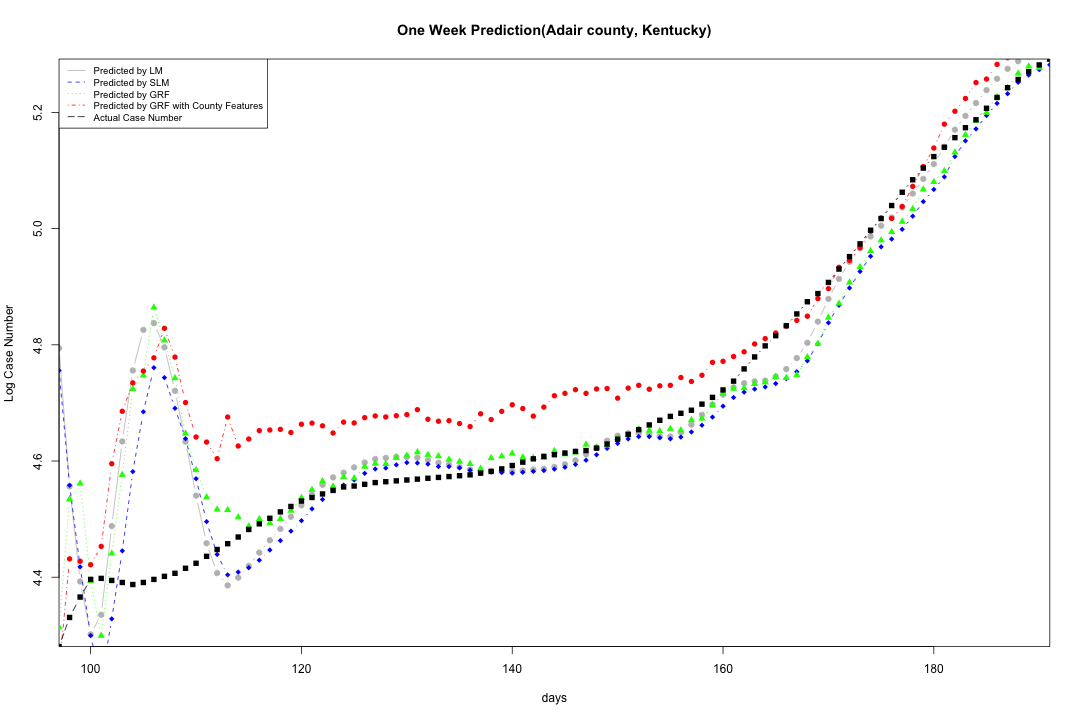 One Week Prediction(Adair county, Kentucky)
Predicted by LM
Predicted by SLM
Predicted by GRF
Predicted by GRF with County Features
Actual Case Number
Log Case Number
5.2
5.0
4.8
4.6
4.4
100
120
140
160
180
days